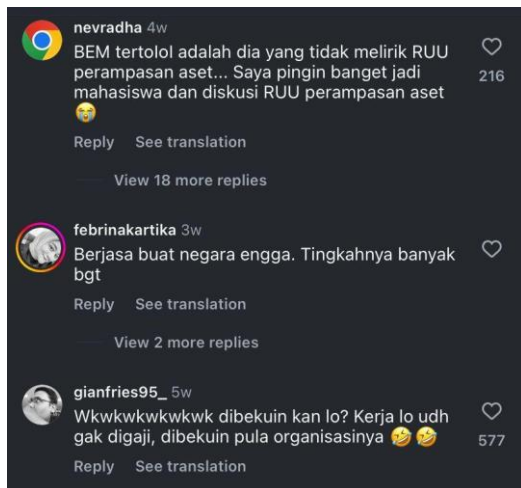 nevradha 4w
BEM tertolol adalah dia yang tidak melirik RUU
perampasan aset... Saya pingin banget jadi
mahasiswa dan diskusi RUU perampasan aset
😭
216
Reply See translation
View 18 more replies
febrinakartika 3w
Berjasa buat negara engga. Tingkahnya banyak
bgt
Reply See translation
View 2 more replies
gianfries95_ 5w
Wkwkwkwkwkwk dibekuin kan lo? Kerja lo udh
gak digaji, dibekuin pula organisasinya 🤣🤣
577
Reply See translation